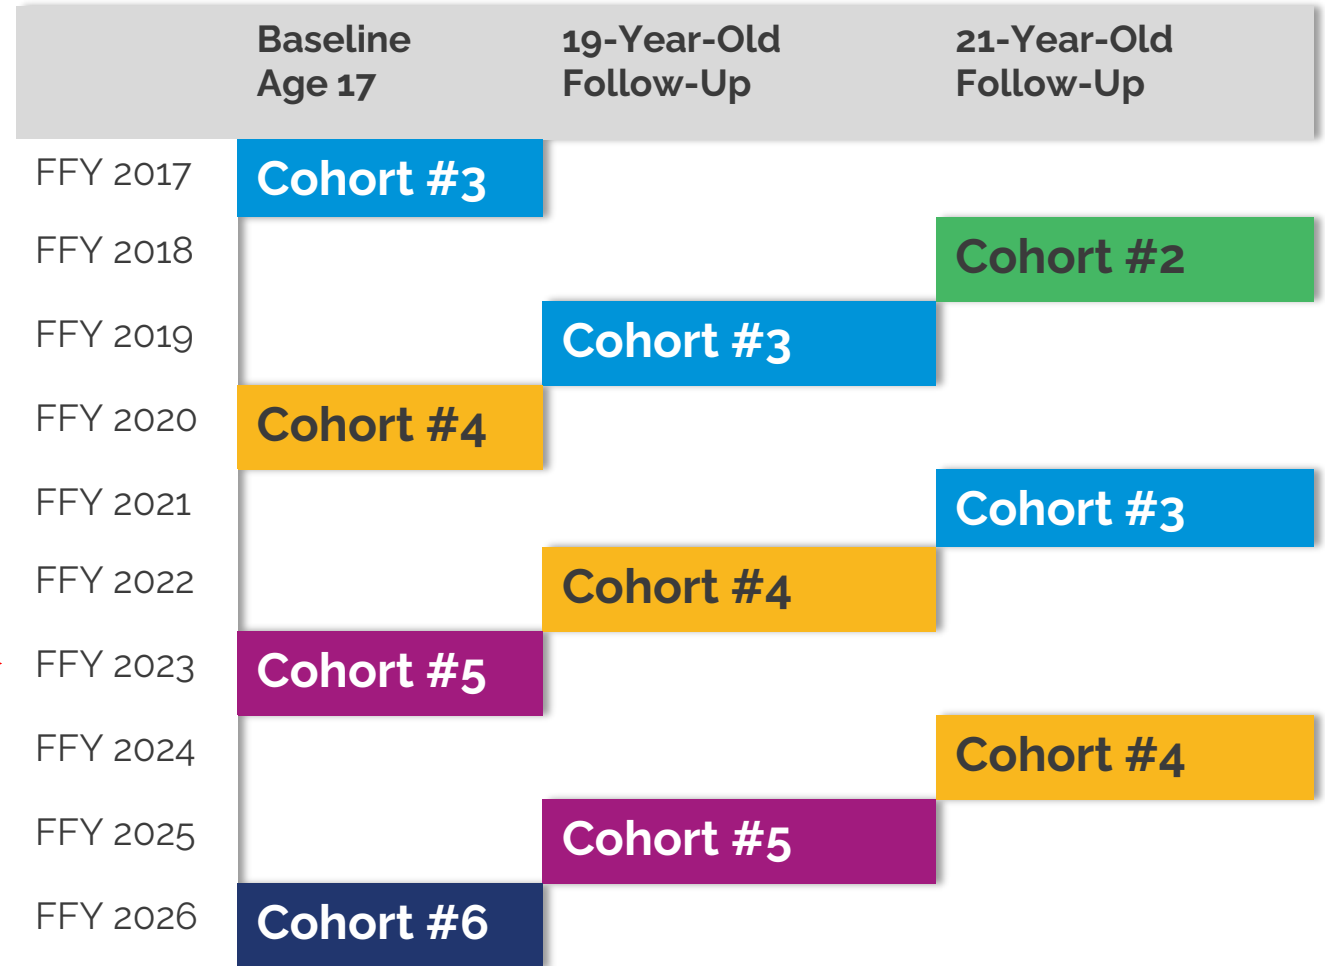 Baseline
Age 17
19-Year-Old
Follow-Up
21-Year-Old
Follow-Up
FFY 2017
Cohort #3
FFY 2018
Cohort #2
FFY 2019
Cohort #3
FFY 2020
Cohort #4
FFY 2021
Cohort #3
FFY 2022
Cohort #4
FFY 2023
Cohort #5
FFY 2024
Cohort #4
FFY 2025
Cohort #5
FFY 2026
Cohort #6